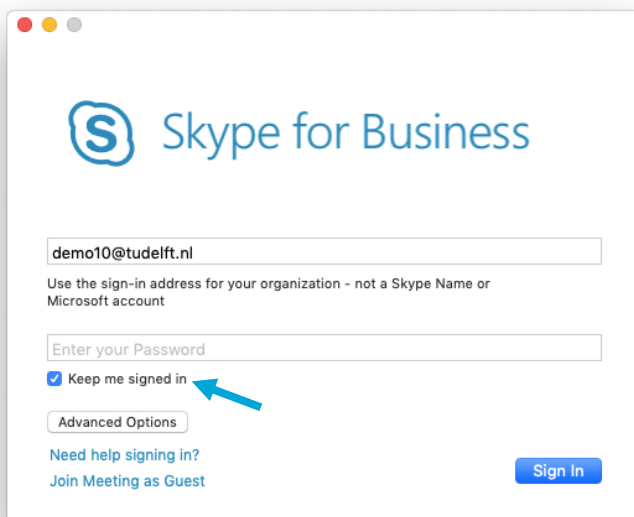 Skype for Business
demo10@tudelft.nl
Use the sign-in address for your organization - not a Skype Name or
Microsoft account
Enter your Password
Keep me signed in
Advanced Options
Need help signing in?
Join Meeting as Guest
Sign In